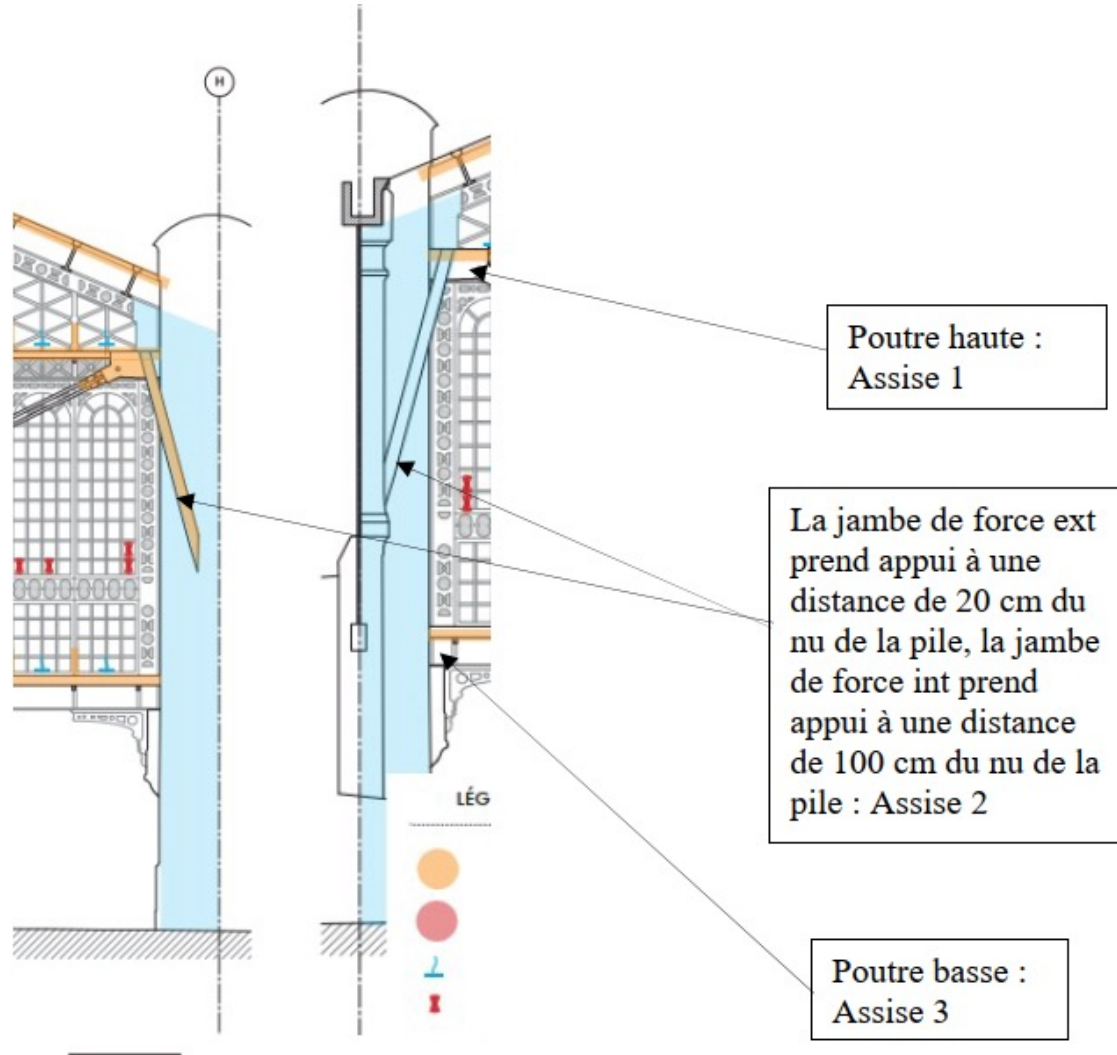 H
Poutre haute :
Assise 1
La jambe de force ext
prend appui à une
distance de 20 cm du
nu de la pile, la jambe
de force int prend
appui à une distance
de 100 cm du nu de la
pile : Assise 2
LÉG
Poutre basse :
Assise 3